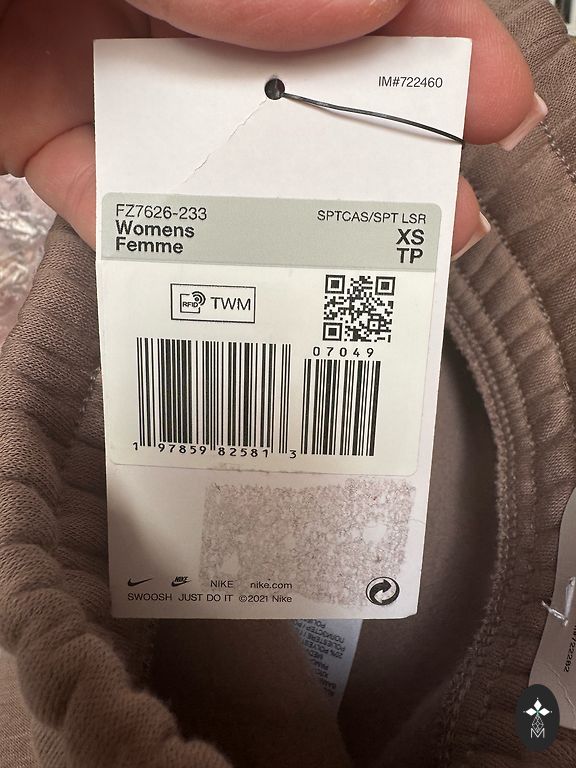 IM#722460
FZ7626-233
SPTCAS/SPT LSR
Womens
Femme
XS
TP
RFID TWM
07049
1 97859 82581 3
NIKE nike.com
SWOOSH JUST DO IT ©2021 Nike